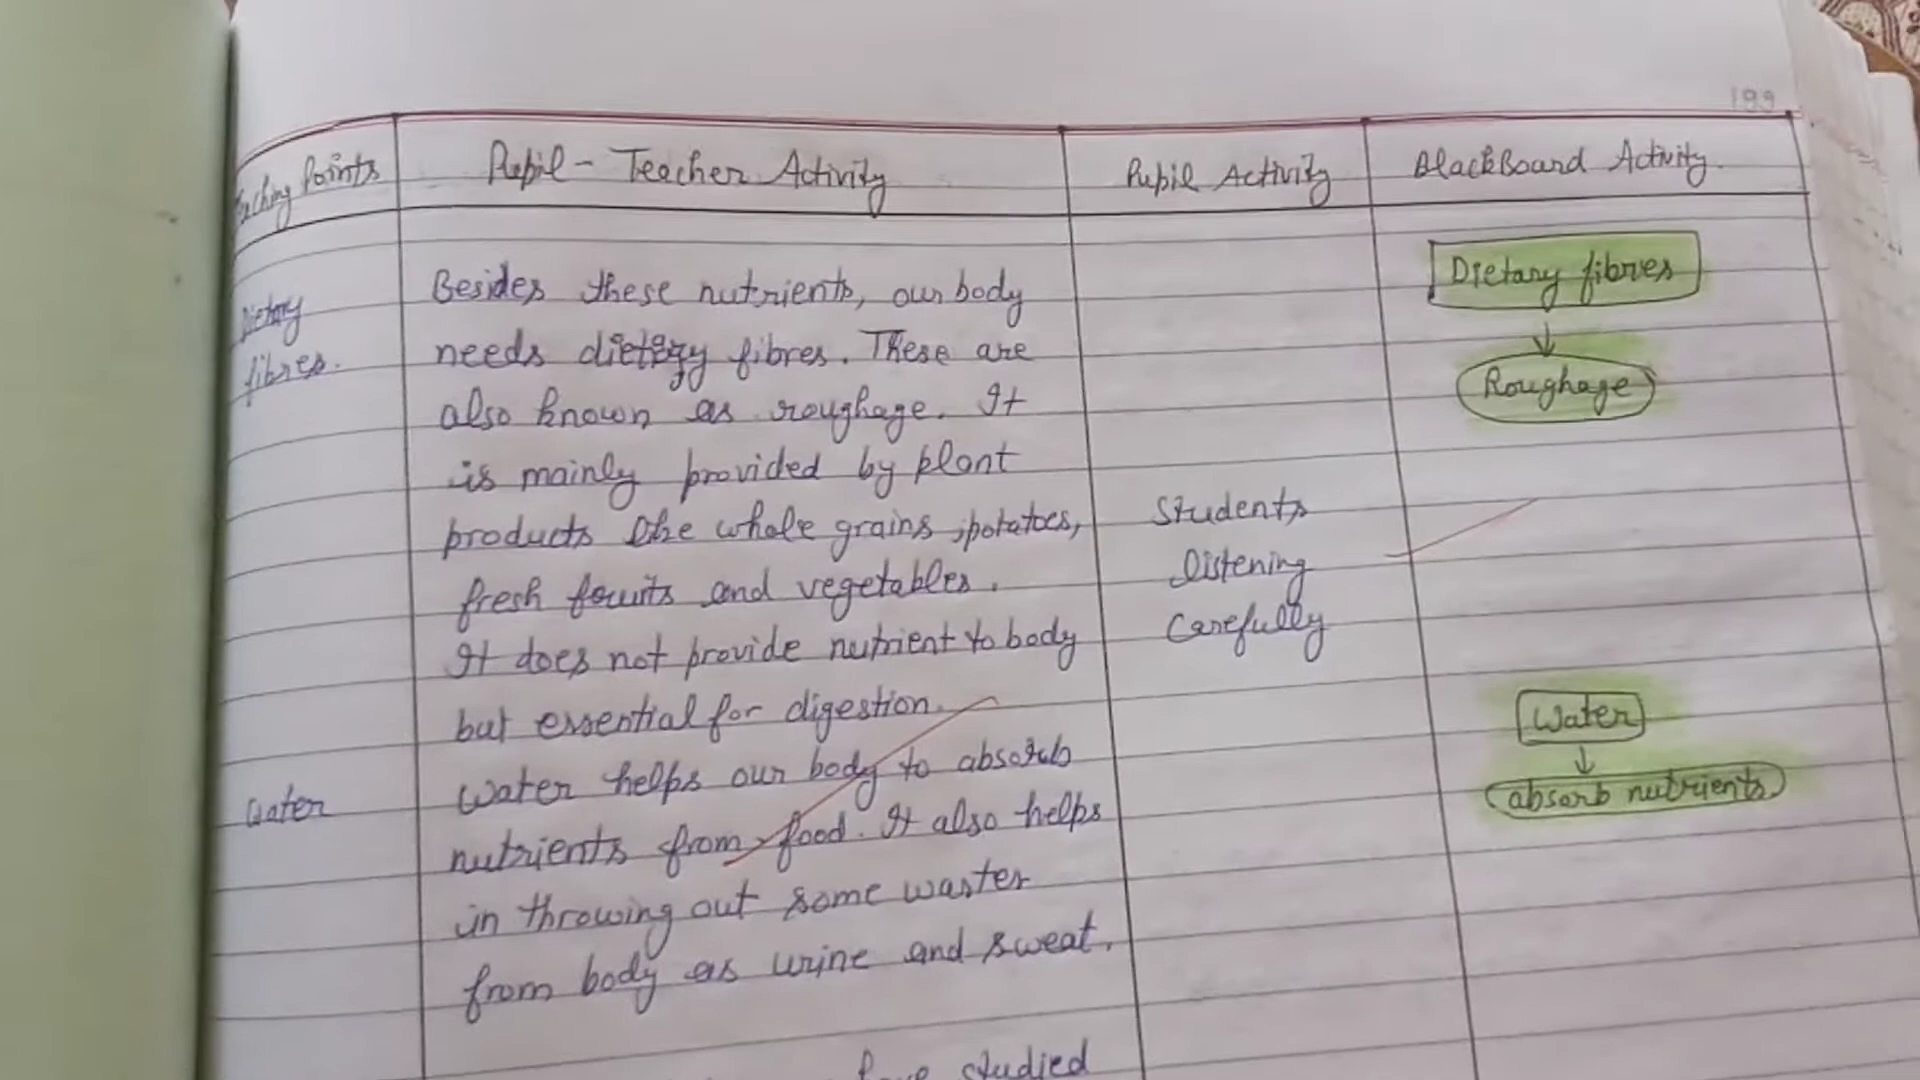 199
Teaching Points
Pupil - Teacher Activity
Pupil Activity
BlackBoard Activity.
Dietary
fibres.
Besides these nutrients, our body
needs dietary fibres. These are
also known as roughage. It
is mainly provided by plant
products like whole grains, potatoes,
fresh fruits and vegetables.
It does not provide nutrient to body
but essential for digestion.
Water
Water helps our body to absorb
nutrients from food. It also helps
in throwing out some wastes
from body as urine and sweat.
studied
Students
listening
Carefully
Dietary fibres
Roughage
Water
absorb nutrients